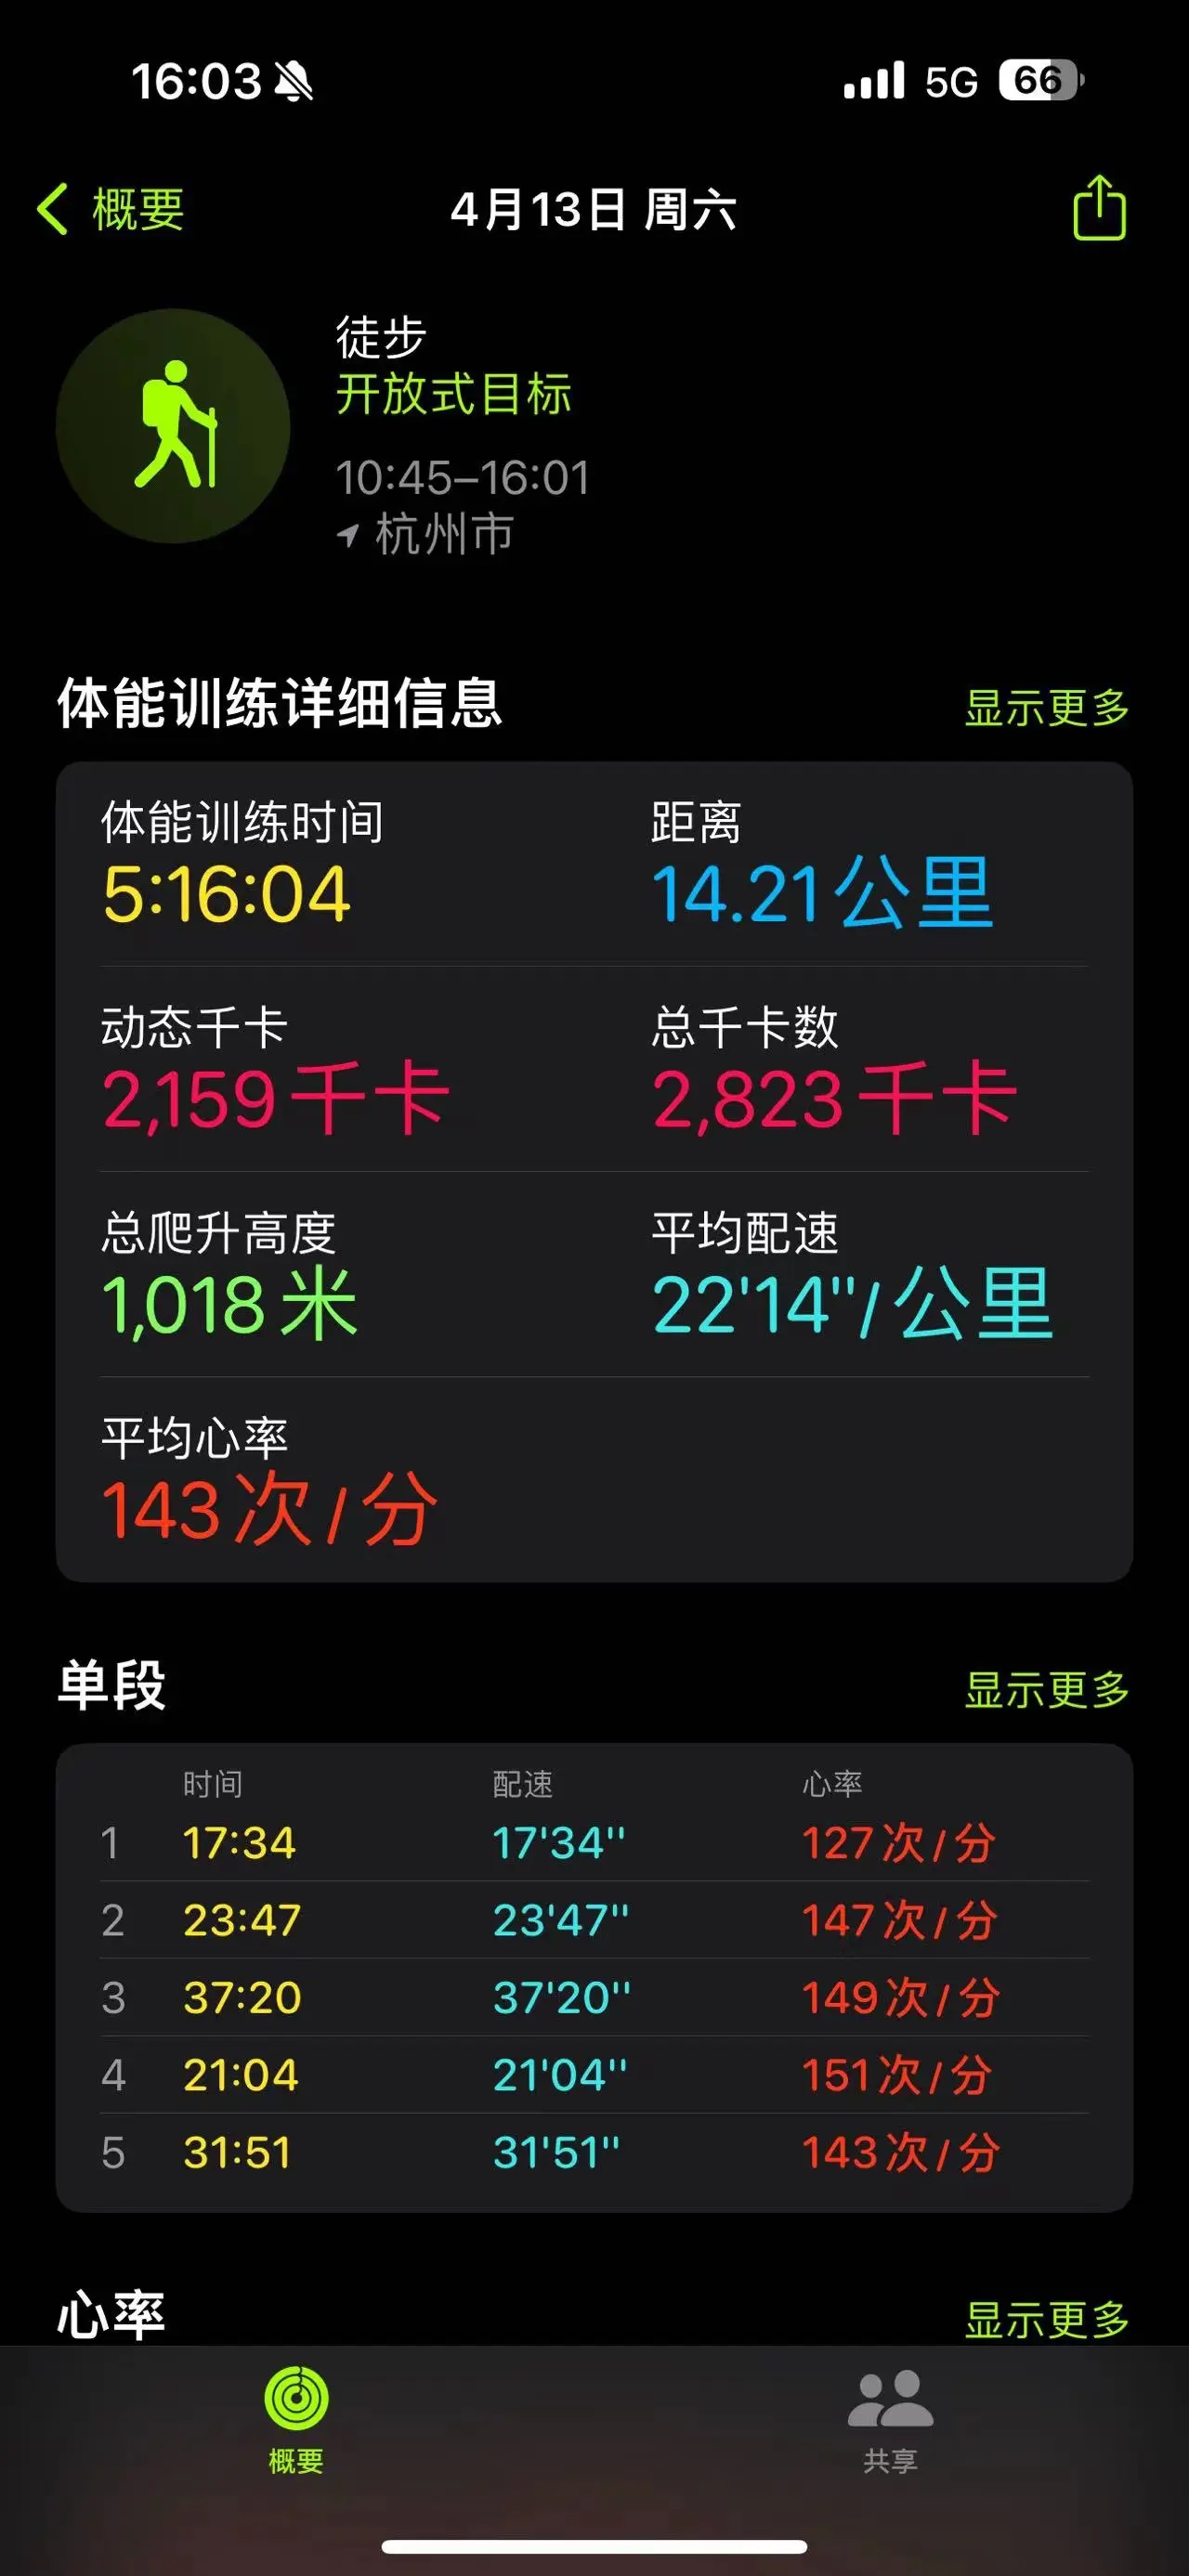 16:03 5G 66
概要 4月13日 周六
徒步
开放式目标
10:45–16:01
杭州市
体能训练详细信息 显示更多
体能训练时间 距离
5:16:04 14.21公里
动态千卡 总千卡数
2,159千卡 2,823千卡
总爬升高度 平均配速
1,018米 22'14"/公里
平均心率
143次/分
单段 显示更多
时间 配速 心率
1 17:34 17'34'' 127次/分
2 23:47 23'47'' 147次/分
3 37:20 37'20'' 149次/分
4 21:04 21'04'' 151次/分
5 31:51 31'51'' 143次/分
心率 显示更多
概要 共享